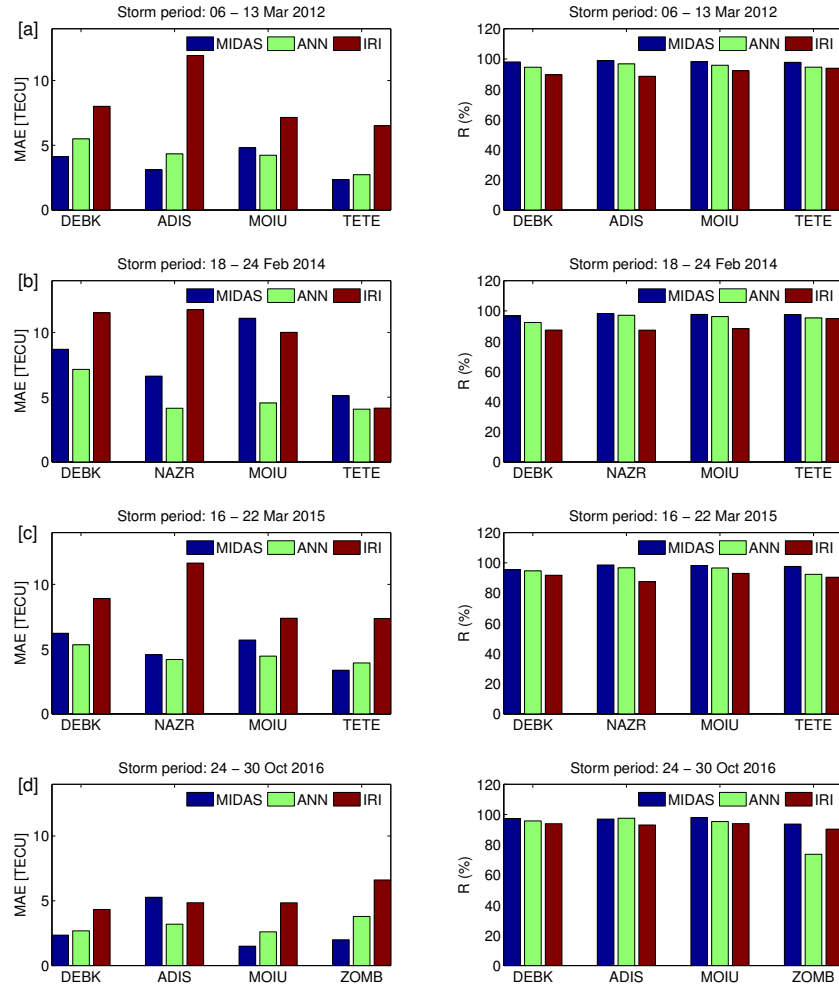 [a]
Storm period: 06 − 13 Mar 2012
MIDAS ANN IRI
MAE [TECU]
10
5
0
DEBK ADIS MOIU TETE
Storm period: 06 − 13 Mar 2012
MIDAS ANN IRI
R (%)
120
100
80
60
40
20
0
DEBK ADIS MOIU TETE
[b]
Storm period: 18 − 24 Feb 2014
MIDAS ANN IRI
MAE [TECU]
10
5
0
DEBK NAZR MOIU TETE
Storm period: 18 − 24 Feb 2014
MIDAS ANN IRI
R (%)
120
100
80
60
40
20
0
DEBK NAZR MOIU TETE
[c]
Storm period: 16 − 22 Mar 2015
MIDAS ANN IRI
MAE [TECU]
10
5
0
DEBK NAZR MOIU TETE
Storm period: 16 − 22 Mar 2015
MIDAS ANN IRI
R (%)
120
100
80
60
40
20
0
DEBK NAZR MOIU TETE
[d]
Storm period: 24 − 30 Oct 2016
MIDAS ANN IRI
MAE [TECU]
10
5
0
DEBK ADIS MOIU ZOMB
Storm period: 24 − 30 Oct 2016
MIDAS ANN IRI
R (%)
120
100
80
60
40
20
0
DEBK ADIS MOIU ZOMB